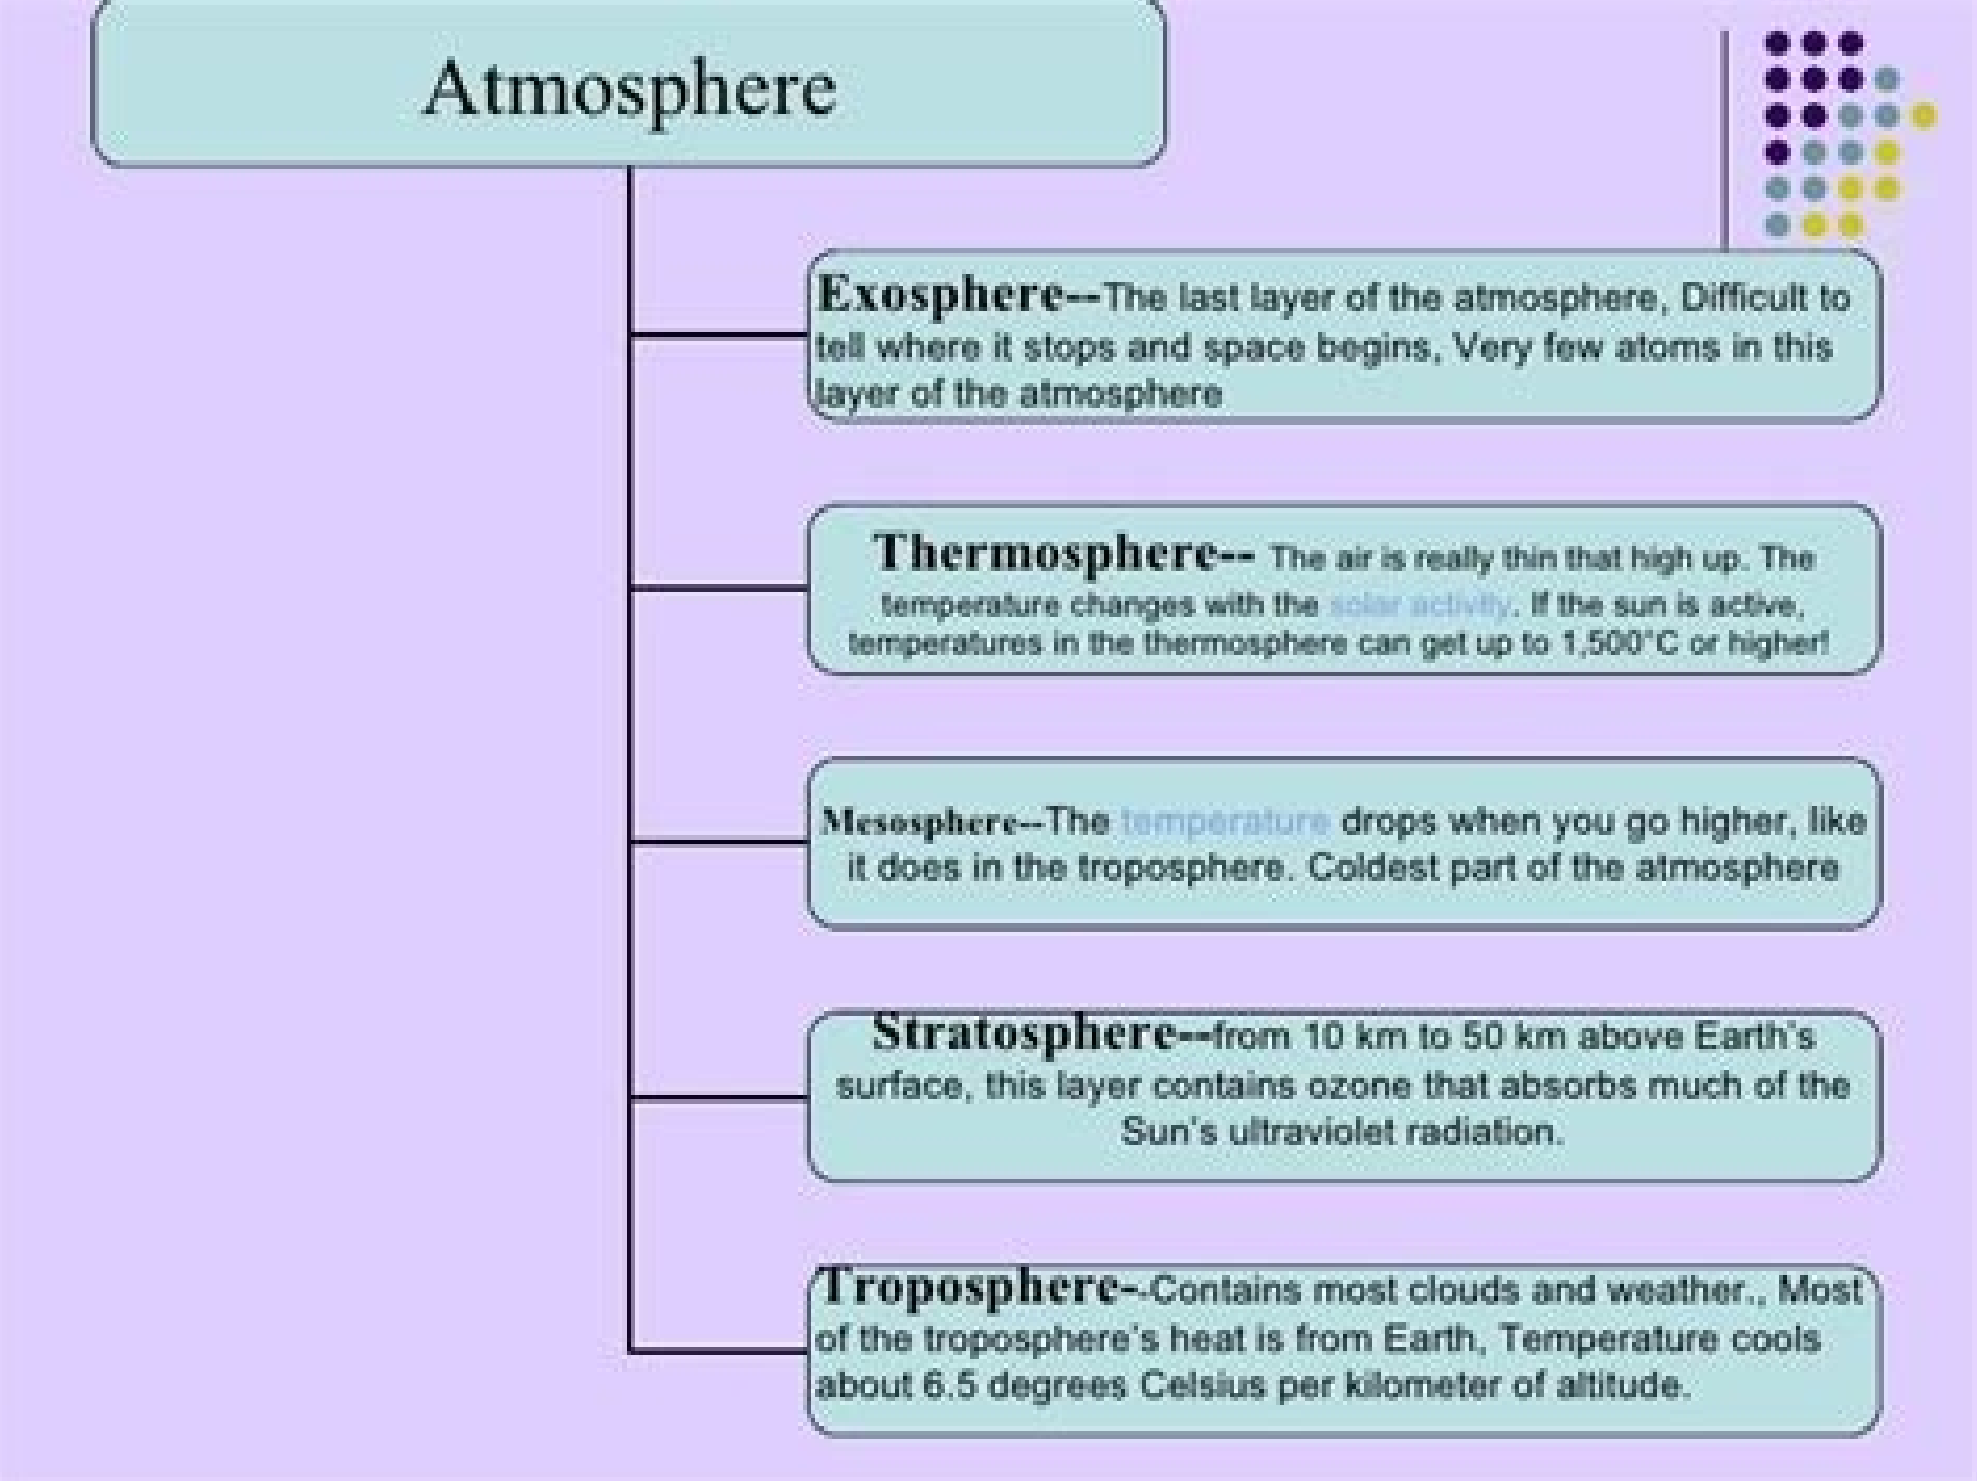 Atmosphere
Exosphere--The last layer of the atmosphere, Difficult to
tell where it stops and space begins, Very few atoms in this
layer of the atmosphere
Thermosphere-- The air is really thin that high up. The
temperature changes with the solar activity. If the sun is active,
temperatures in the thermosphere can get up to 1,500°C or higher!
Mesosphere--The temperature drops when you go higher, like
it does in the troposphere. Coldest part of the atmosphere
Stratosphere--from 10 km to 50 km above Earth's
surface, this layer contains ozone that absorbs much of the
Sun's ultraviolet radiation.
Troposphere--Contains most clouds and weather., Most
of the troposphere's heat is from Earth, Temperature cools
about 6.5 degrees Celsius per kilometer of altitude.